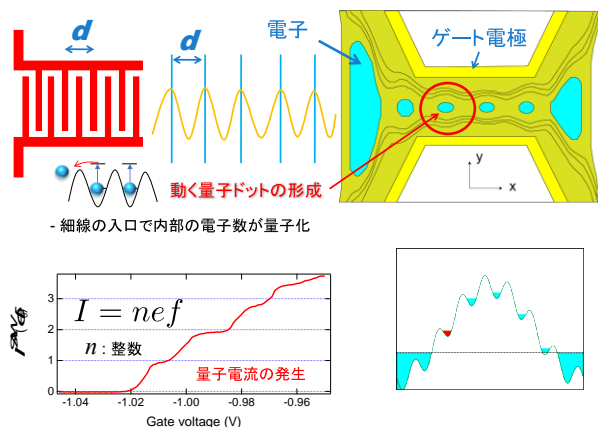 d
d
電子
ゲート電極
y
x
動く量子ドットの形成
- 細線の入口で内部の電子数が量子化
3
2
1
0
I = nef
n : 整数
量子電流の発生
-1.04
-1.02
-1.00
-0.98
-0.96
Gate voltage (V)